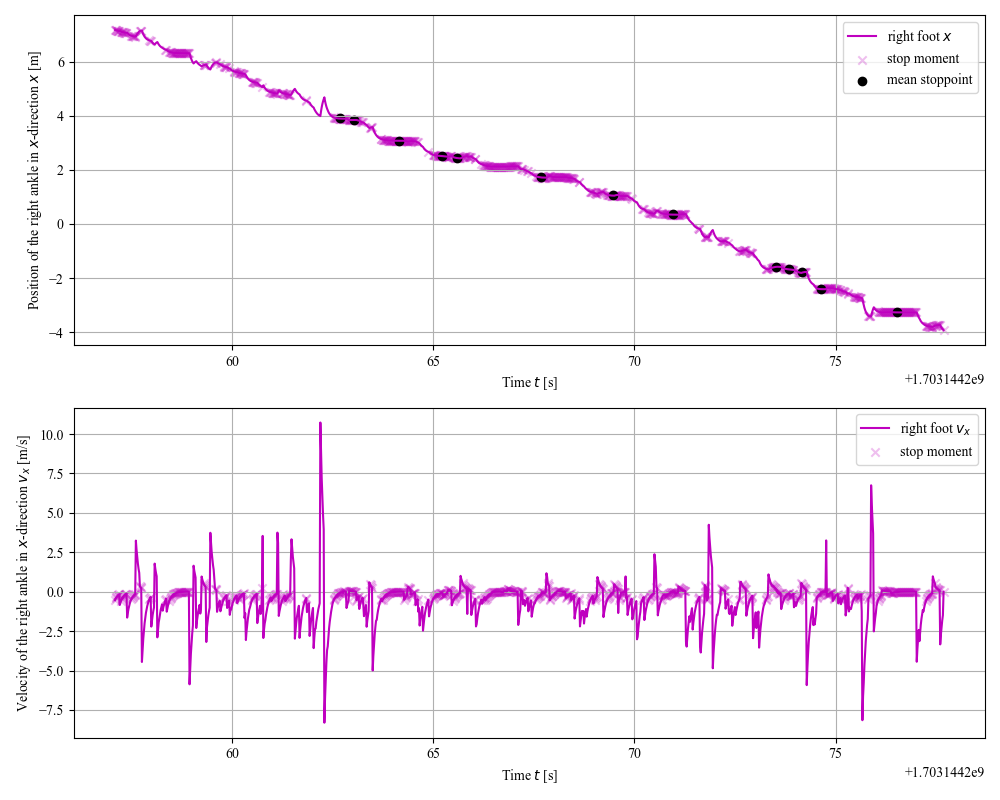 6
4
2
0
−2
−4
Position of the right ankle in x-direction x [m]
right foot x
stop moment
mean stoppoint
60 65 70 75
Time t [s]
+1.7031442e9
10.0
7.5
5.0
2.5
0.0
−2.5
−5.0
−7.5
Velocity of the right ankle in x-direction vx [m/s]
right foot vx
stop moment
60 65 70 75
Time t [s]
+1.7031442e9